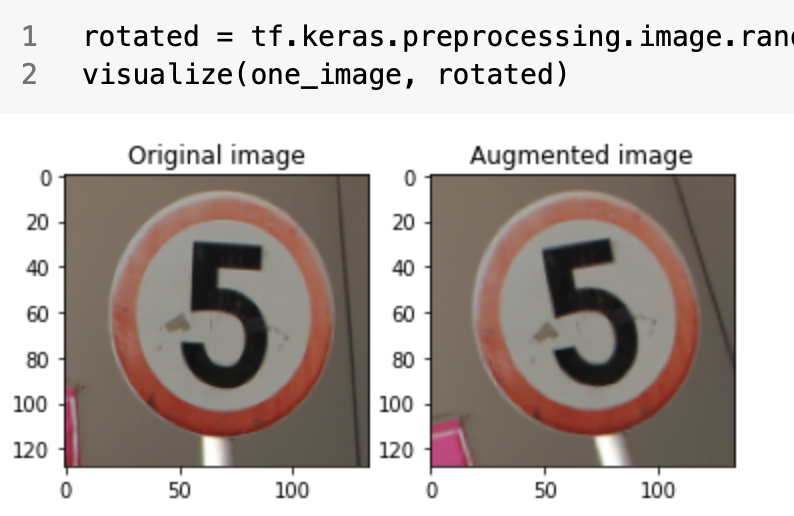 1 rotated = tf.keras.preprocessing.image.ran
2 visualize(one_image, rotated)
Original image Augmented image
0 0
20 20
40 40
60 60
80 80
100 100
120 120
5 5
0 50 100 0 50 100